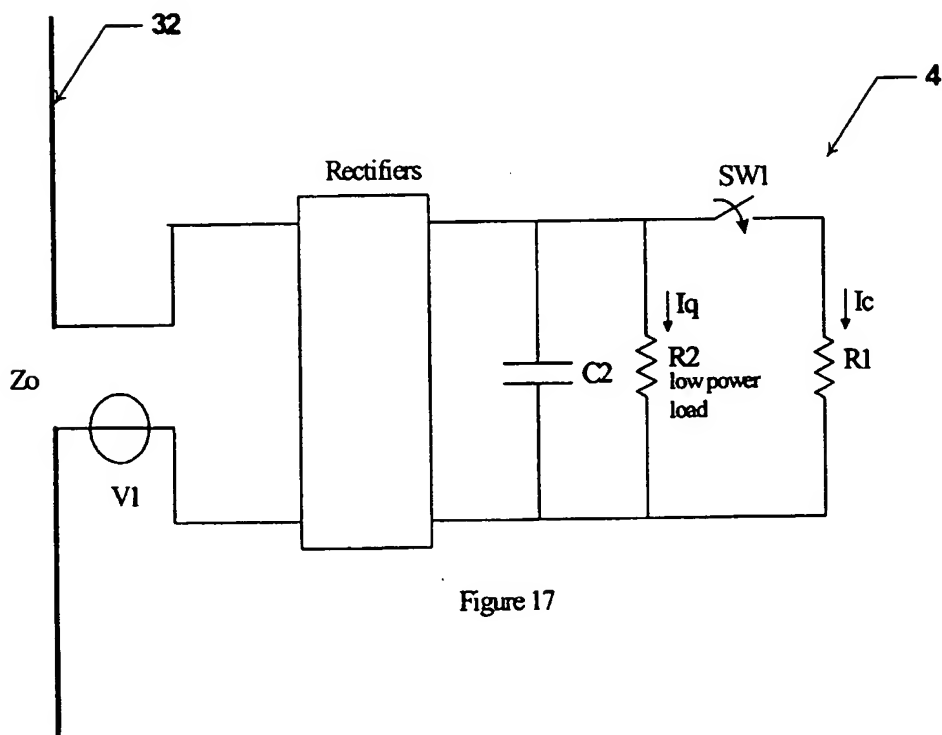 32
4
Rectifiers
SW1
Iq
Ic
Zo
C2
R2
low power
load
R1
V1
Figure 17